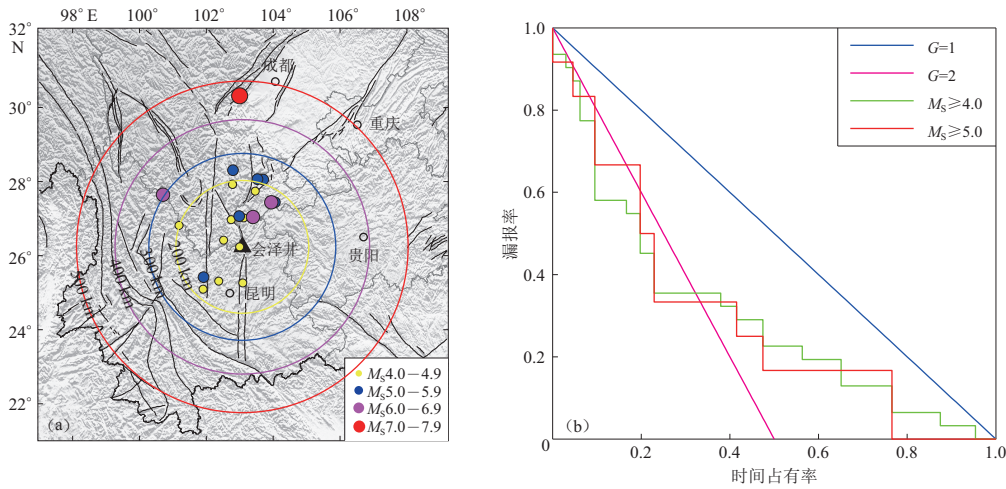 98° E
100°
102°
104°
106°
108°
32°
N
30°
28°
26°
24°
22°
成都
重庆
贵阳
会泽井
昆明
200 km
300 km
400 km
(a)
Mₛ4.0－4.9
Mₛ5.0－5.9
Mₛ6.0－6.9
Mₛ7.0－7.9
漏报率
1.0
0.8
0.6
0.4
0.2
0
0.2
0.4
0.6
0.8
1.0
时间占有率
G=1
G=2
Mₛ≥4.0
Mₛ≥5.0
(b)